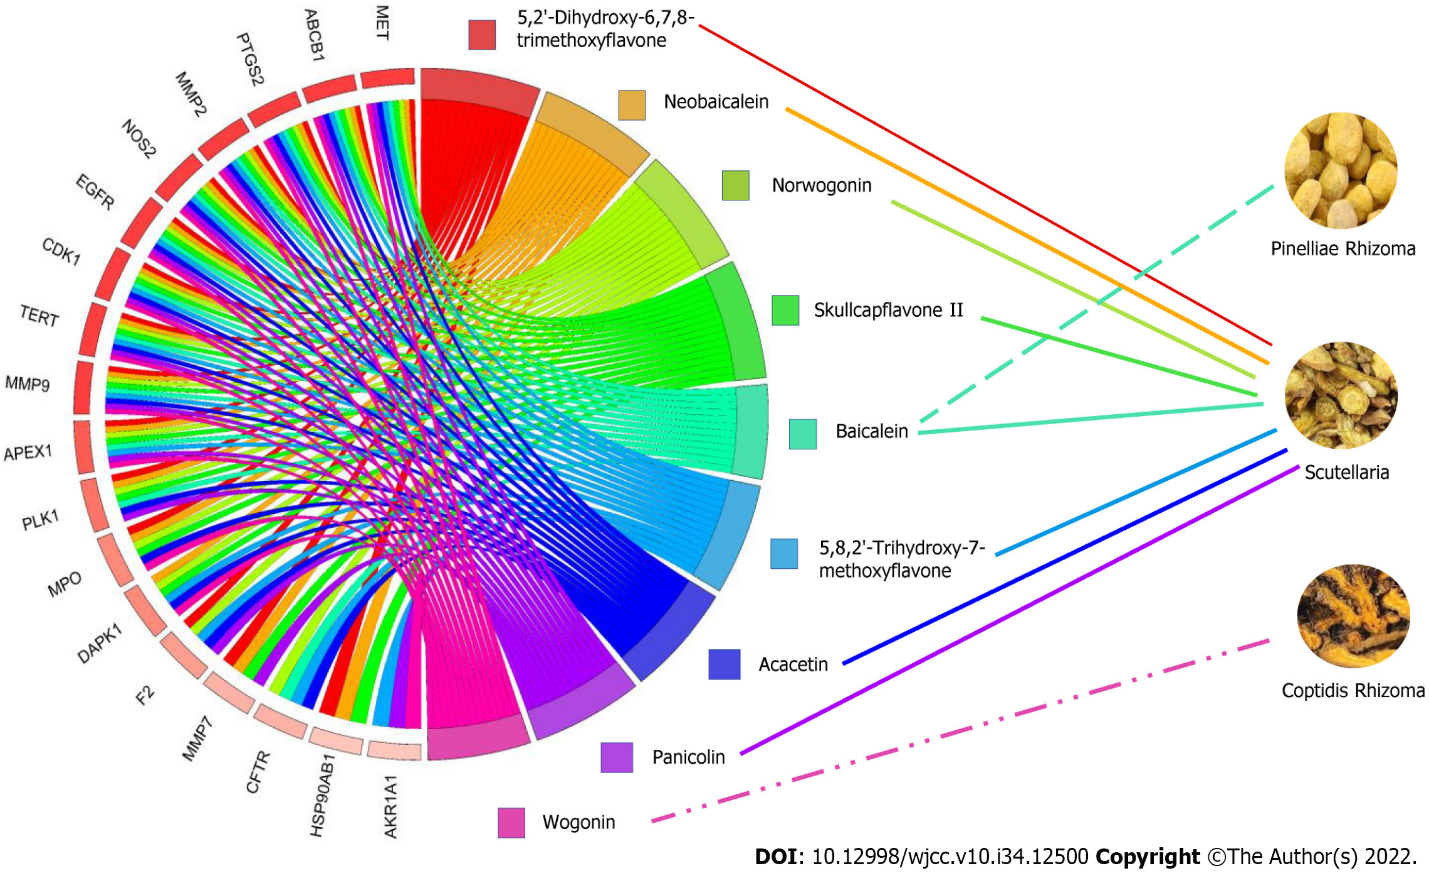 MET
ABCB1
PTGS2
MMP2
NOS2
EGFR
CDK1
TERT
MMP9
APEX1
PLK1
MPO
DAPK1
F2
MMP7
CFTR
HSP90AB1
AKR1A1
5,2'-Dihydroxy-6,7,8-
trimethoxyflavone
Neobaicalein
Norwogonin
Skullcapflavone II
Baicalein
5,8,2'-Trihydroxy-7-
methoxyflavone
Acacetin
Panicolin
Wogonin
Pinelliae Rhizoma
Scutellaria
Coptidis Rhizoma
DOI: 10.12998/wjcc.v10.i34.12500 Copyright ©The Author(s) 2022.